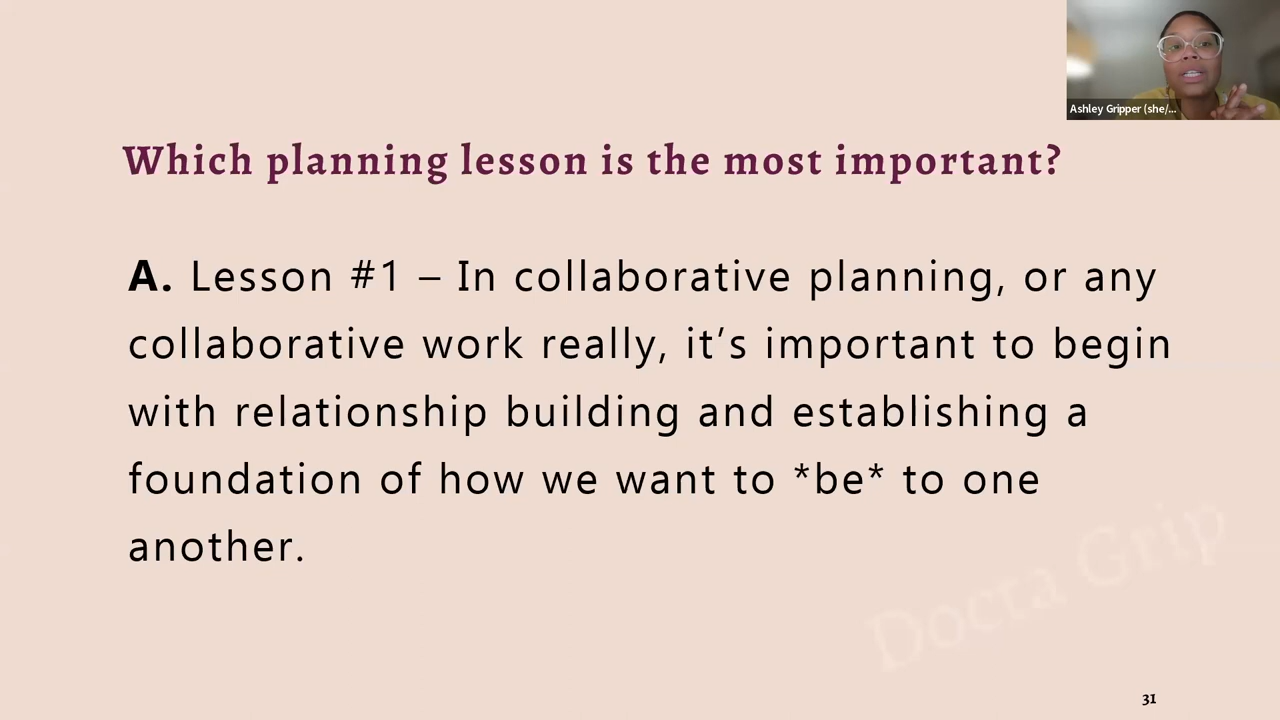 Ashley Gripper (she/...
Which planning lesson is the most important?
A. Lesson #1 – In collaborative planning, or any
collaborative work really, it’s important to begin
with relationship building and establishing a
foundation of how we want to *be* to one
another.
Docta Grip
31